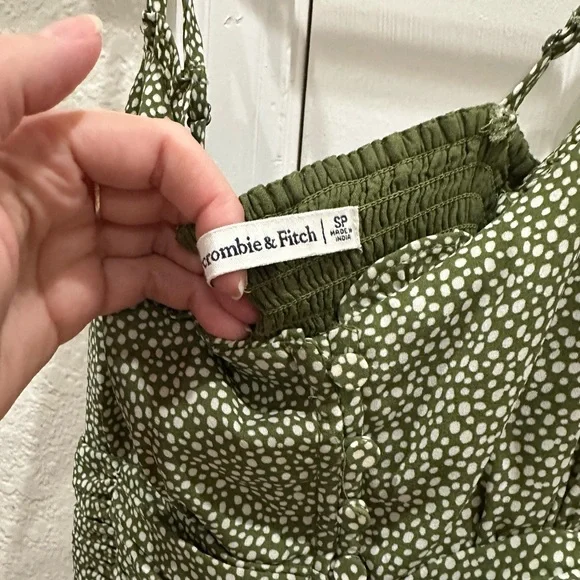 crombie & Fitch
SP
MADE IN
INDIA